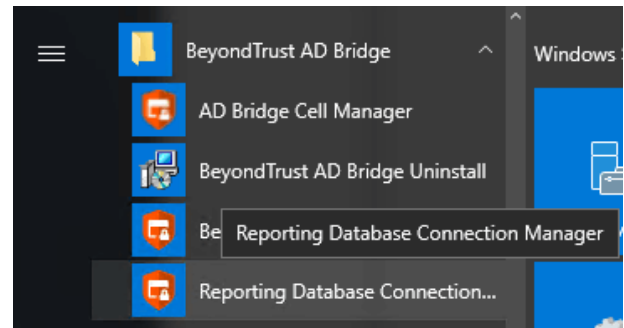 BeyondTrust AD Bridge
Windows
AD Bridge Cell Manager
BeyondTrust AD Bridge Uninstall
Be
Reporting Database Connection Manager
Reporting Database Connection...